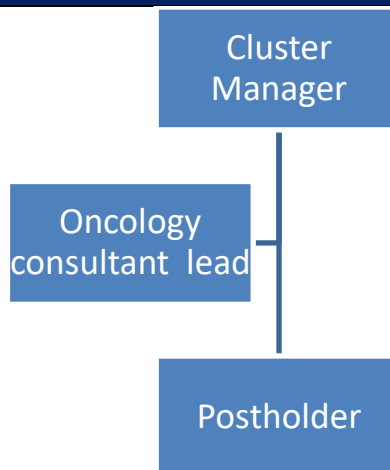 Cluster
Manager
Oncology
consultant lead
Postholder